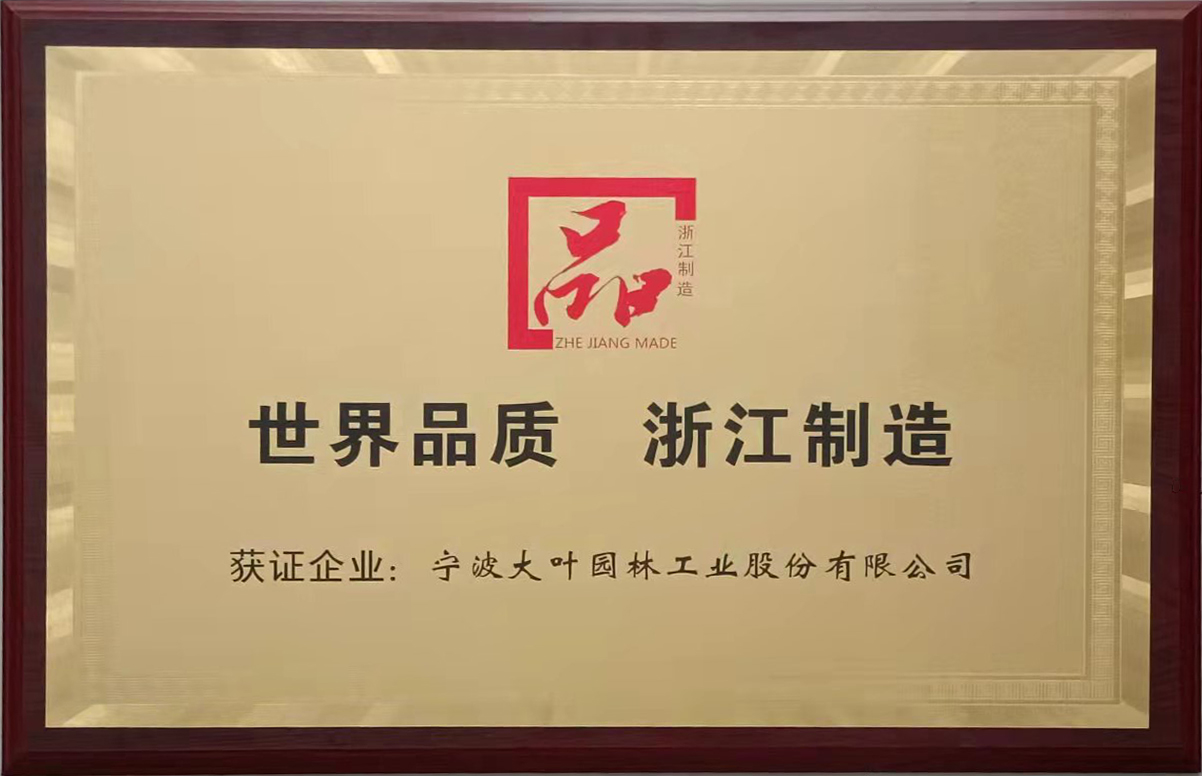 品
浙江制造
ZHE JIANG MADE
世界品质 浙江制造
获证企业：宁波大叶园林工业股份有限公司